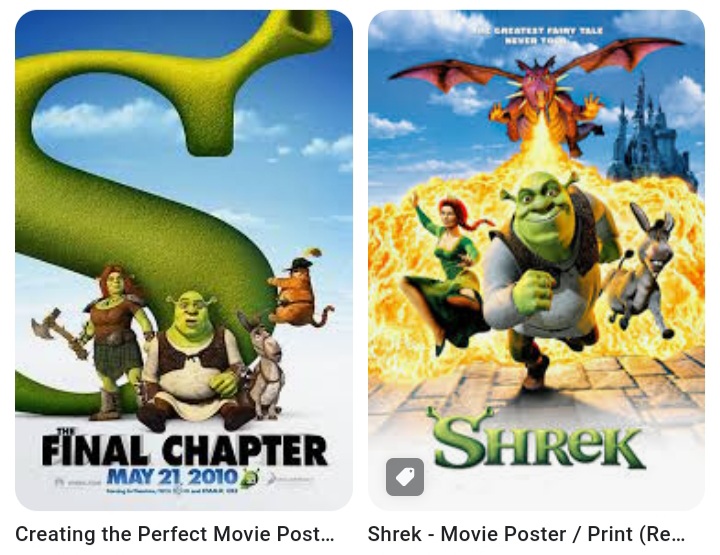 THE
FINAL CHAPTER
MAY 21, 2010
THE GREATEST FAIRY TALE
NEVER TOLD
SHREK
Creating the Perfect Movie Post…
Shrek - Movie Poster / Print (Re…